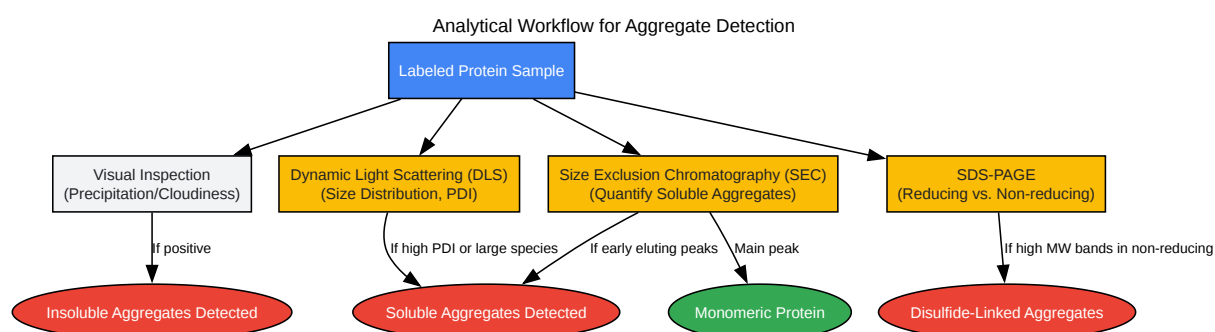 Analytical Workflow for Aggregate Detection
Labeled Protein Sample
Visual Inspection
(Precipitation/Cloudiness)
Dynamic Light Scattering (DLS)
(Size Distribution, PDI)
Size Exclusion Chromatography (SEC)
(Quantify Soluble Aggregates)
SDS-PAGE
(Reducing vs. Non-reducing)
If positive
If high PDI or large species
If early eluting peaks
Main peak
If high MW bands in non-reducing
Insoluble Aggregates Detected
Soluble Aggregates Detected
Monomeric Protein
Disulfide-Linked Aggregates